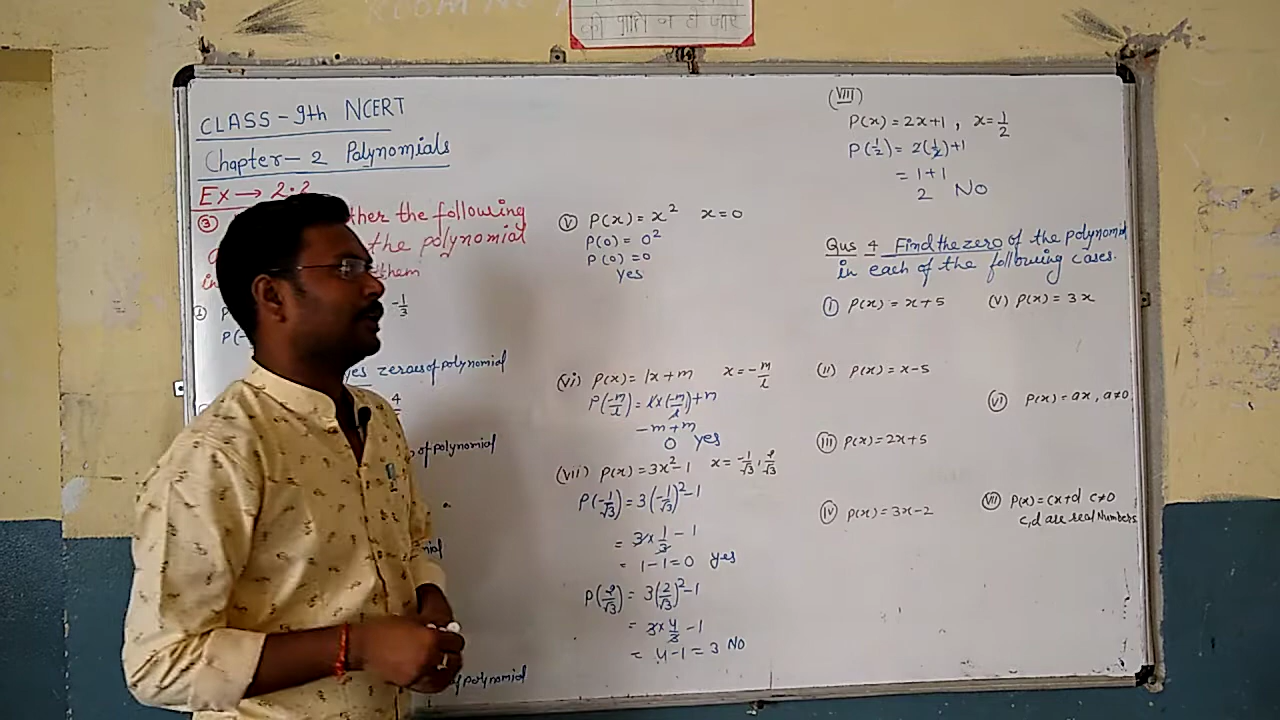 की भाँति न हो जाए
CLASS - 9th NCERT
Chapter - 2 Polynomials
Ex → 2.2
③ ther the following
the polynomial
in them
① P -1/3
P(-
yes zeroes of polynomial
4
of polynomial
mial
of polynomial
Ⓥ P(x) = x² x=0
P(0) = 0²
P(0) = 0
yes
(vi) P(x) = lx + m x = -m/l
P(-m/l) = l × (-m/l) + m
-m + m
0 yes
(vii) P(x) = 3x² - 1 x = -1/√3, 2/√3
P(-1/√3) = 3(-1/√3)² - 1
= 3 × 1/3 - 1
= 1 - 1 = 0 yes
P(2/√3) = 3(2/√3)² - 1
= 3 × 4/3 - 1
= 4 - 1 = 3 No
(VIII)
P(x) = 2x+1, x = 1/2
P(1/2) = 2(1/2)+1
= 1+1
2 No
Qus 4 Find the zero of the polynomial
in each of the following cases.
(I) P(x) = x+5 (V) P(x) = 3x
(II) P(x) = x-5
(VI) P(x) = ax, a≠0
(III) P(x) = 2x+5
(IV) P(x) = 3x-2
(VII) P(x) = cx+d c≠0
c,d are real Numbers